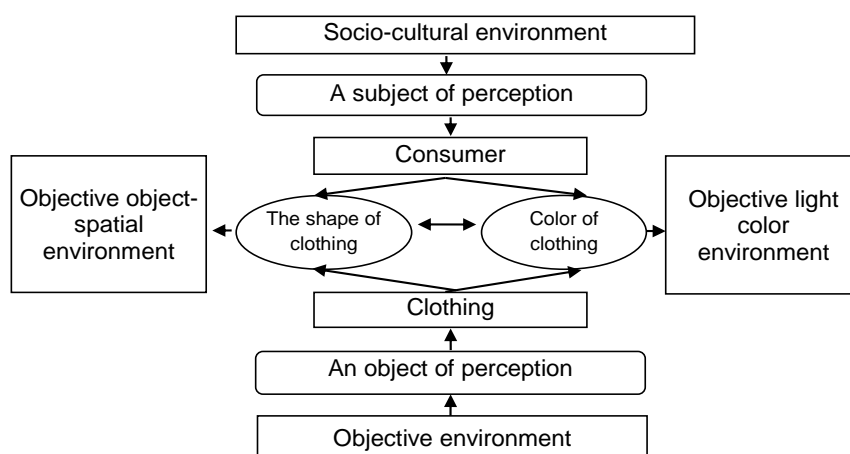 Socio-cultural environment
A subject of perception
Consumer
Objective object-
spatial
environment
The shape of
clothing
Color of
clothing
Objective light
color
environment
Clothing
An object of perception
Objective environment